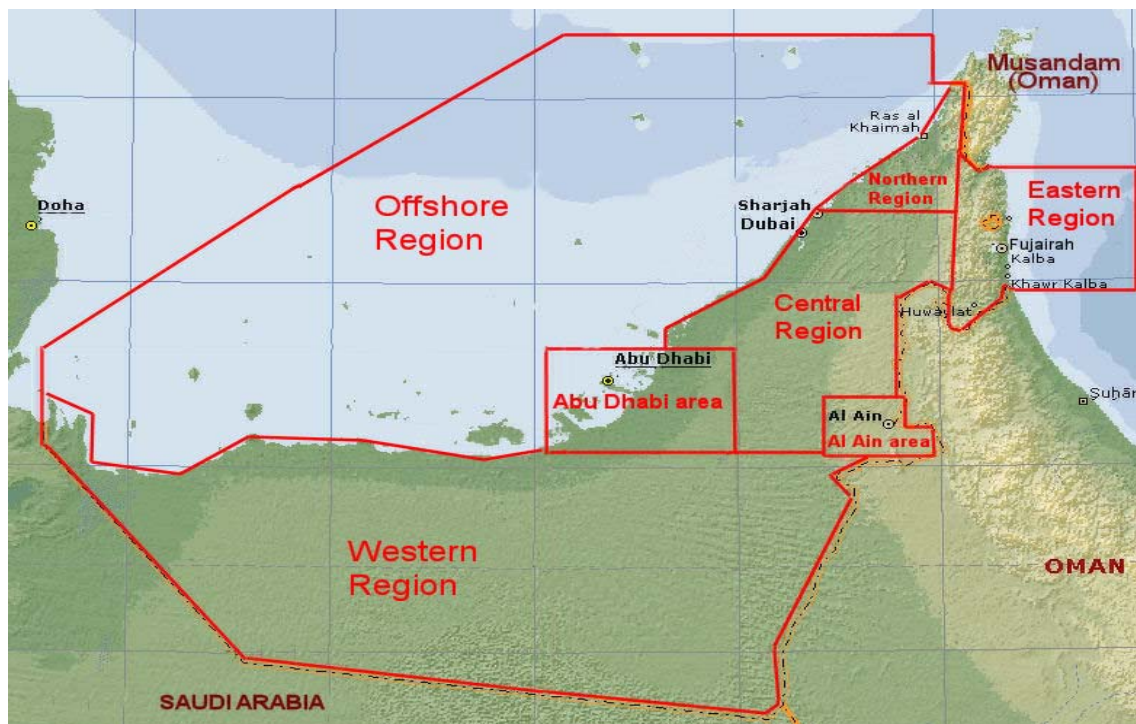 Musandam
(Oman)
Ras al
Khaimah
Northern
Region
Eastern
Region
Doha
Offshore
Region
Sharjah
Dubai
Fujairah
Kalba
Khawr Kalba
Central
Region
Huwaylat
Abu Dhabi
Abu Dhabi area
Suḩār
Al Ain
Al Ain area
Western
Region
OMAN
SAUDI ARABIA